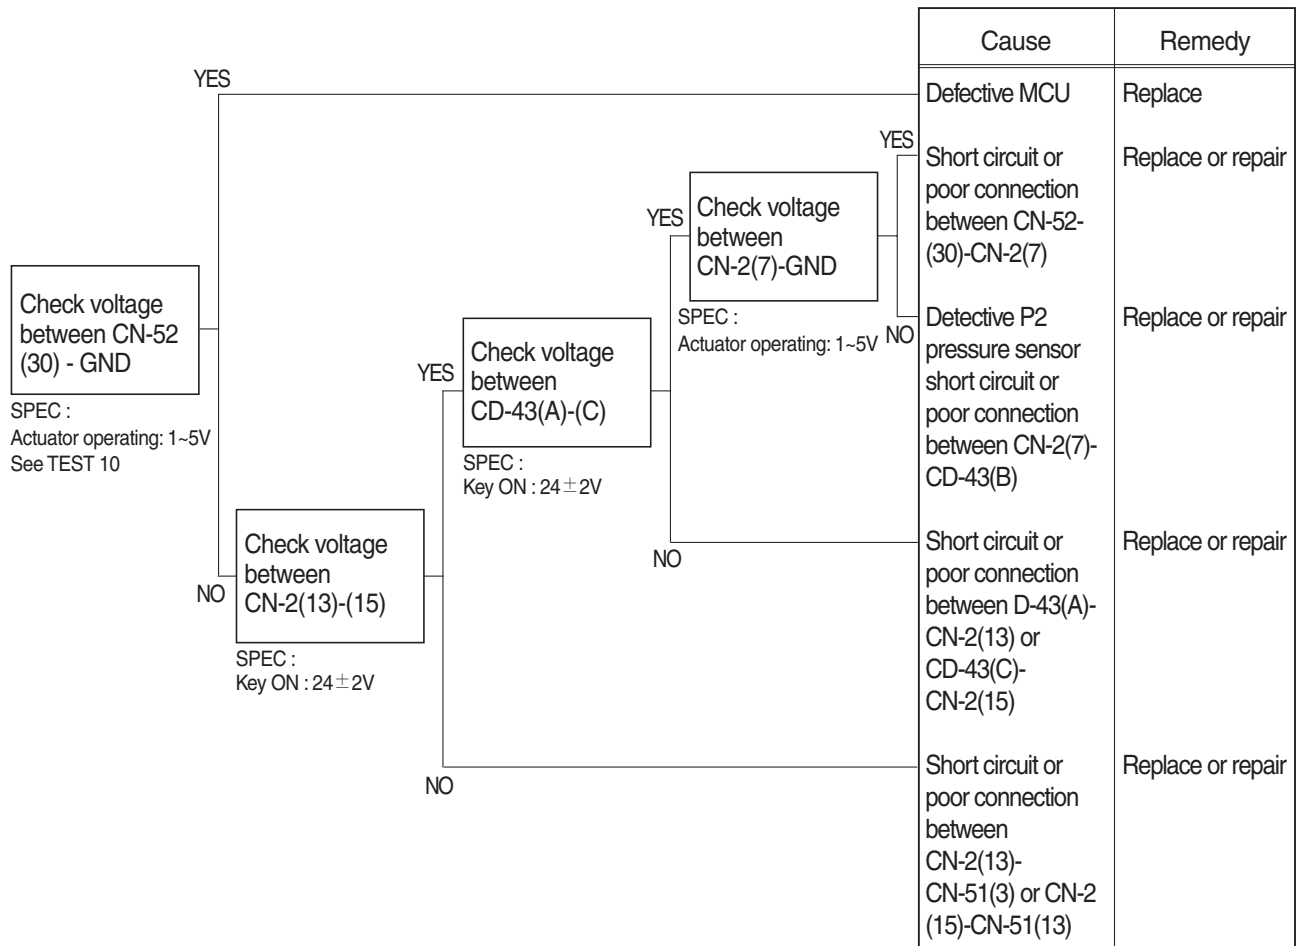 Cause
Remedy
YES
Defective MCU
Replace
YES
Short circuit or
poor connection
between CN-52-
(30)-CN-2(7)
Replace or repair
YES
Check voltage
between
CN-2(7)-GND
SPEC :
Actuator operating: 1~5V
NO
Detective P2
pressure sensor
short circuit or
poor connection
between CN-2(7)-
CD-43(B)
Replace or repair
Check voltage
between CN-52
(30) - GND
SPEC :
Actuator operating: 1~5V
See TEST 10
YES
Check voltage
between
CD-43(A)-(C)
SPEC :
Key ON : 24±2V
NO
Short circuit or
poor connection
between D-43(A)-
CN-2(13) or
CD-43(C)-
CN-2(15)
Replace or repair
NO
Check voltage
between
CN-2(13)-(15)
SPEC :
Key ON : 24±2V
NO
Short circuit or
poor connection
between
CN-2(13)-
CN-51(3) or CN-2
(15)-CN-51(13)
Replace or repair